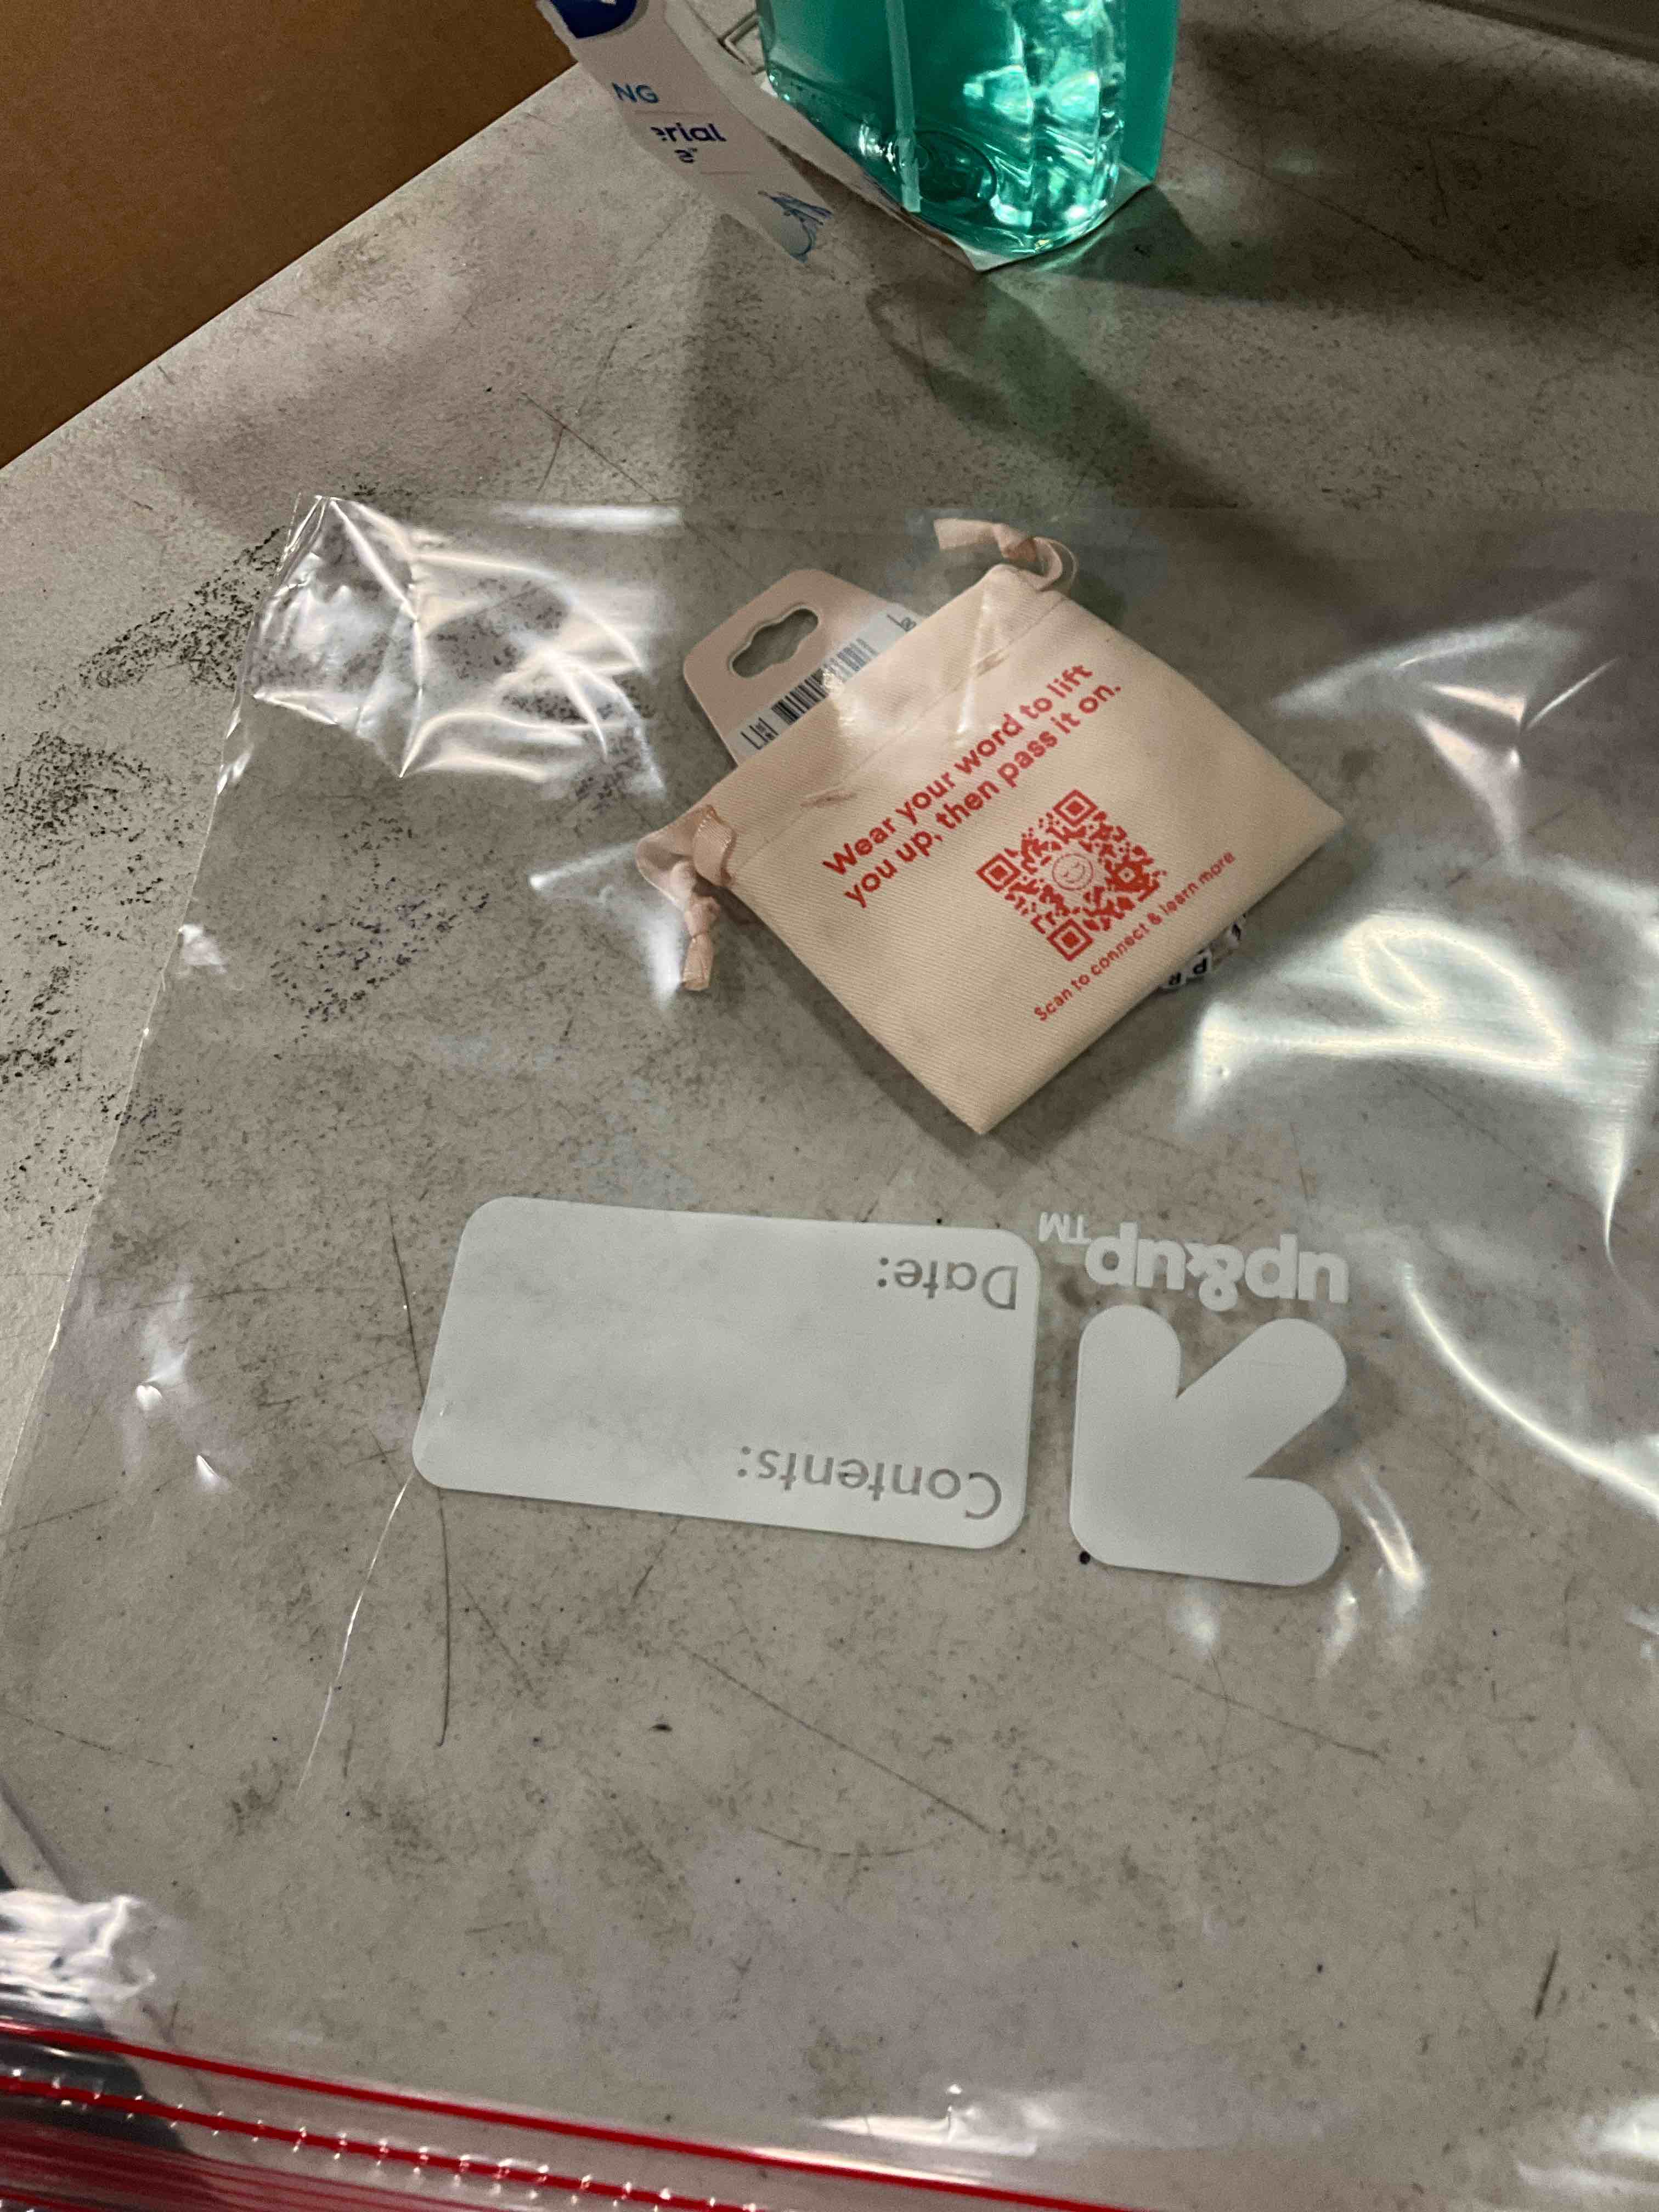 NG
Wear your word to lift
you up, then pass it on.
Scan to connect & learn more
up&up™
Date:
Contents: